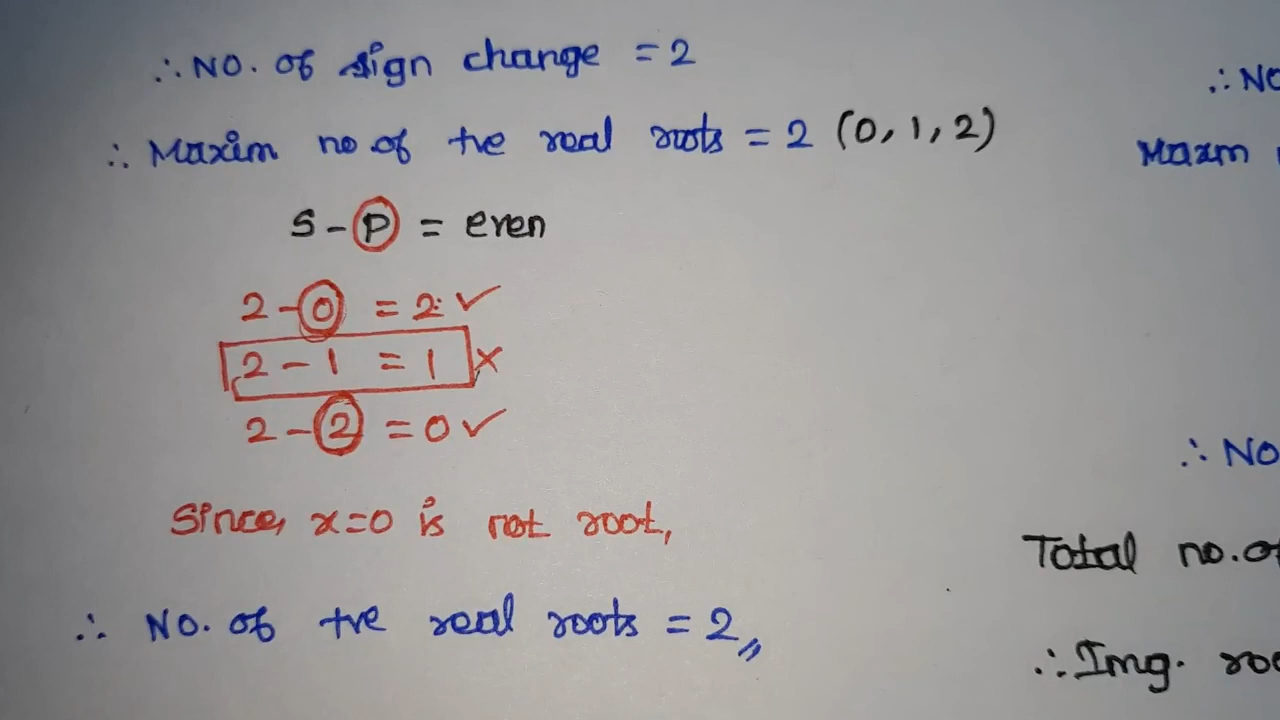 ∴ No. of sign change = 2
∴ Maxim no of +ve real roots = 2 (0, 1, 2)
S - P = even
2 - 0 = 2 ✓
2 - 1 = 1 ×
2 - 2 = 0 ✓
Since, x=0 is not root,
∴ No. of +ve real roots = 2,,
∴ No
Maxm
∴ No
Total no. of
∴ Img. roo